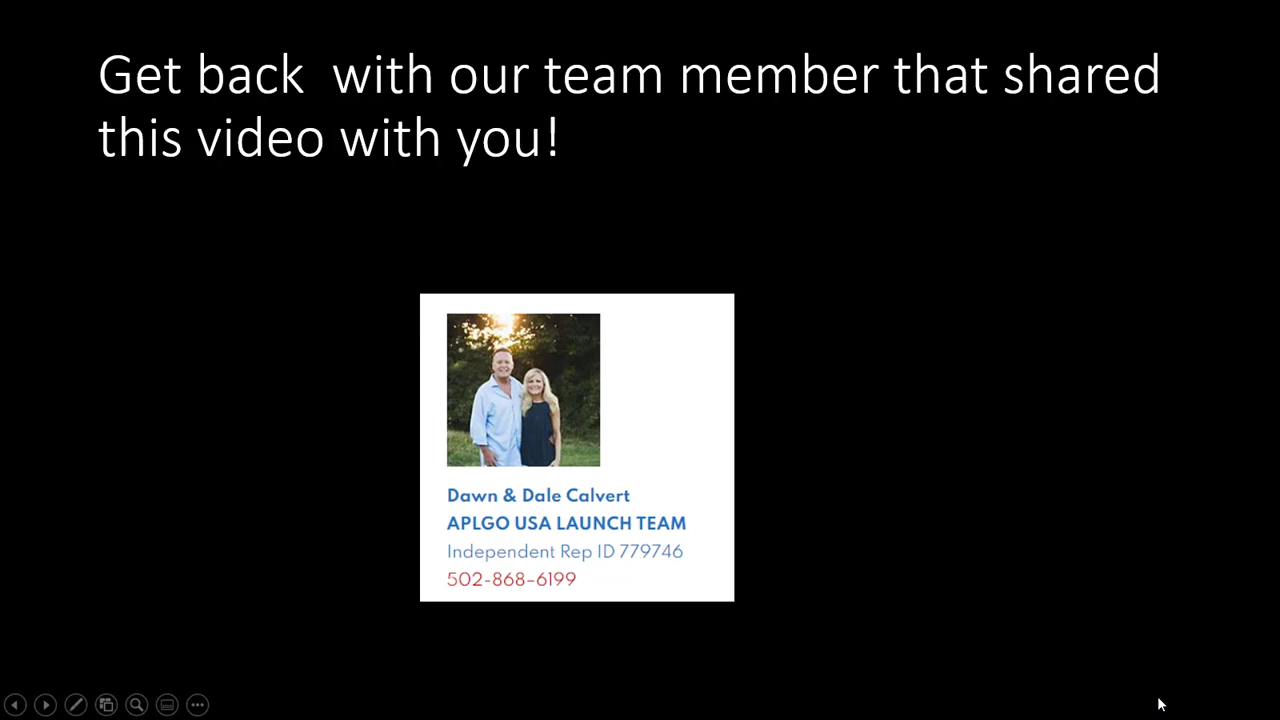 Get back with our team member that shared
this video with you!
Dawn & Dale Calvert
APLGO USA LAUNCH TEAM
Independent Rep ID 779746
502-868-6199